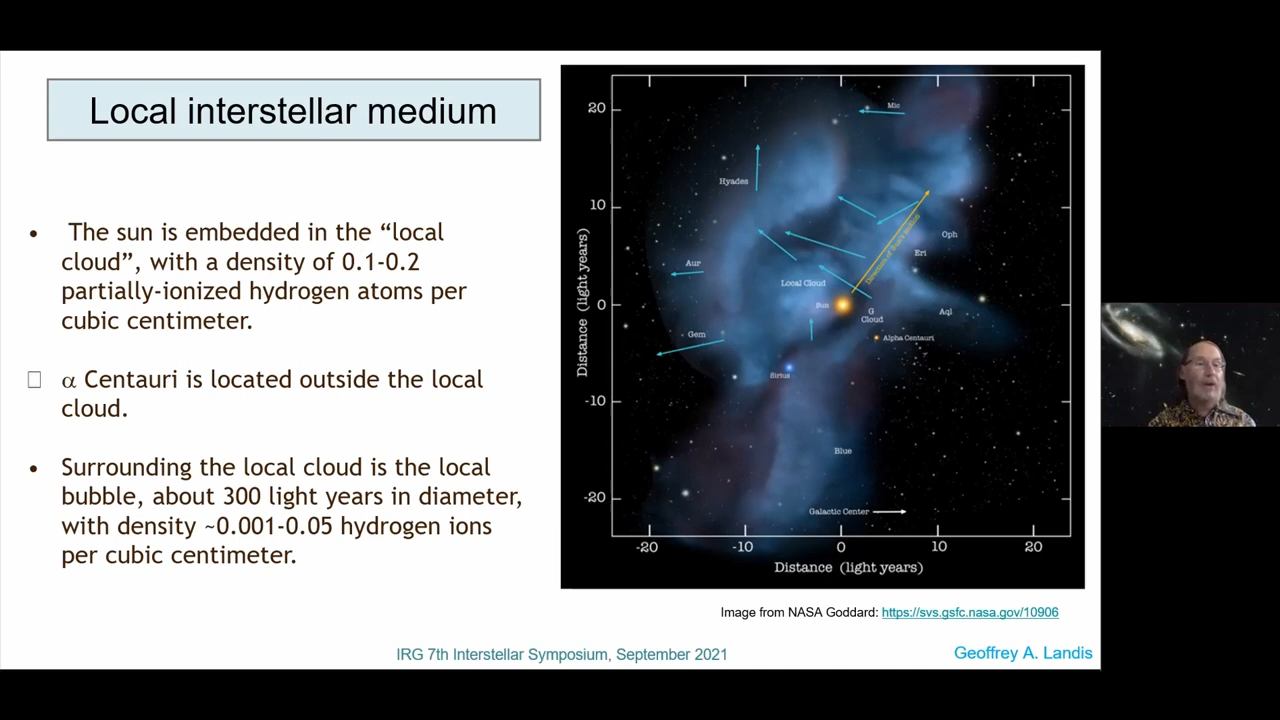 Local interstellar medium
• The sun is embedded in the “local
cloud”, with a density of 0.1-0.2
partially-ionized hydrogen atoms per
cubic centimeter.
α Centauri is located outside the local
cloud.
• Surrounding the local cloud is the local
bubble, about 300 light years in diameter,
with density ~0.001-0.05 hydrogen ions
per cubic centimeter.
20
10
0
-10
-20
Distance (light years)
Mic
Hyades
Direction of Sun's motion
Oph
Eri
Aur
Local Cloud
Sun
G
Cloud
Aql
Gem
Alpha Centauri
Sirius
Blue
Galactic Center
-20
-10
0
10
20
Distance (light years)
Image from NASA Goddard: https://svs.gsfc.nasa.gov/10906
IRG 7th Interstellar Symposium, September 2021
Geoffrey A. Landis